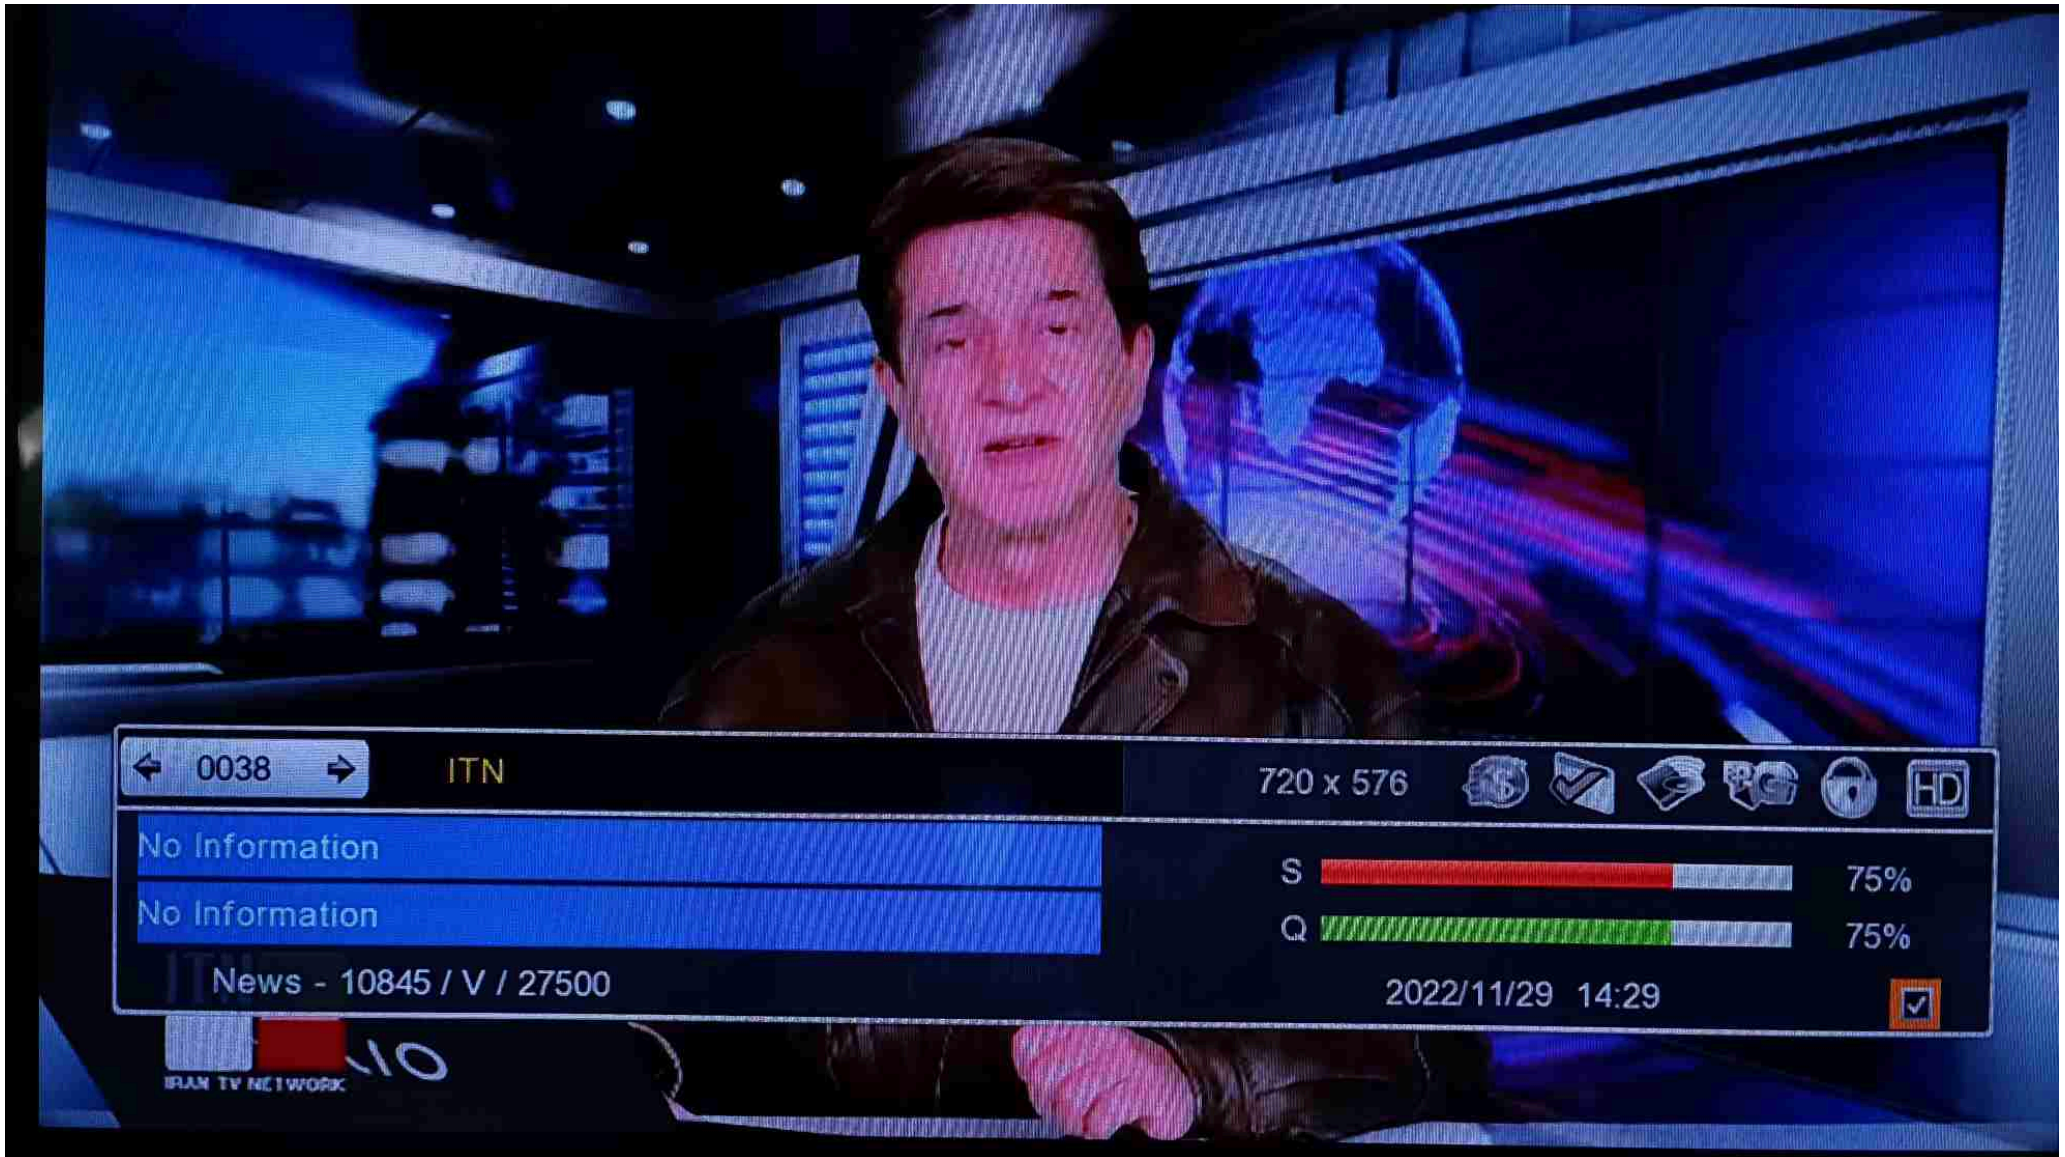 0038
ITN
720 x 576
HD
No Information
No Information
S 75%
Q 75%
News - 10845 / V / 27500
2022/11/29 14:29
IRAN TV NETWORK